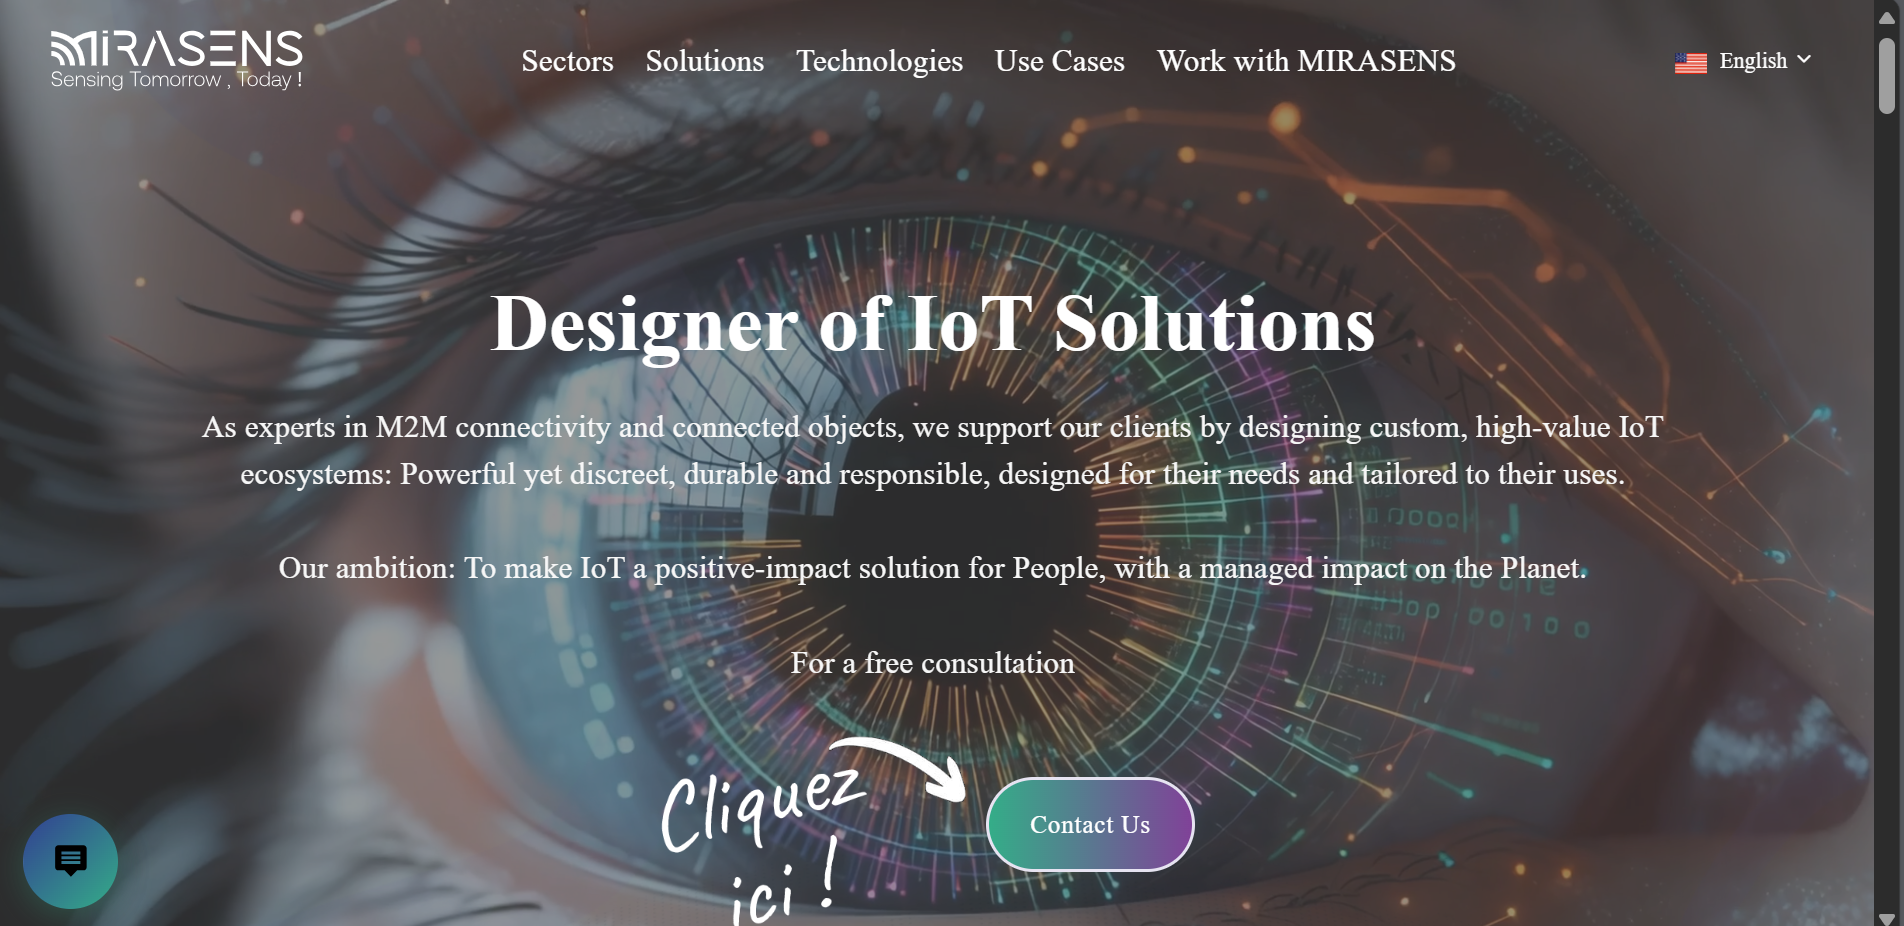 MIRASENS
Sensing Tomorrow , Today !
Sectors Solutions Technologies Use Cases Work with MIRASENS
English
Designer of IoT Solutions
As experts in M2M connectivity and connected objects, we support our clients by designing custom, high-value IoT
ecosystems: Powerful yet discreet, durable and responsible, designed for their needs and tailored to their uses.
Our ambition: To make IoT a positive-impact solution for People, with a managed impact on the Planet.
For a free consultation
Cliquez
ici !
Contact Us